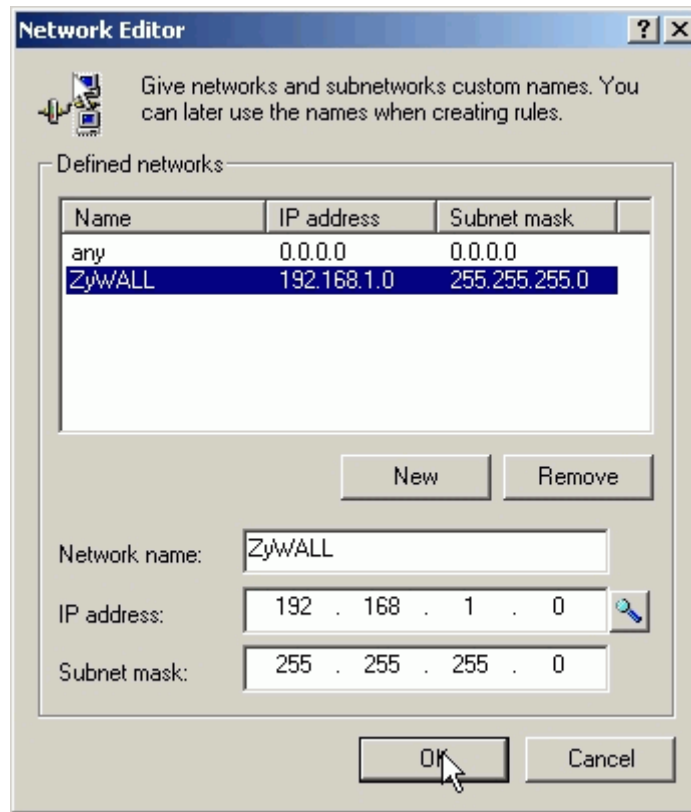 Network Editor
Give networks and subnetworks custom names. You
can later use the names when creating rules.
Defined networks
Name IP address Subnet mask
any 0.0.0.0 0.0.0.0
ZyWALL 192.168.1.0 255.255.255.0
New Remove
Network name: ZyWALL
IP address: 192 . 168 . 1 . 0
Subnet mask: 255 . 255 . 255 . 0
OK Cancel